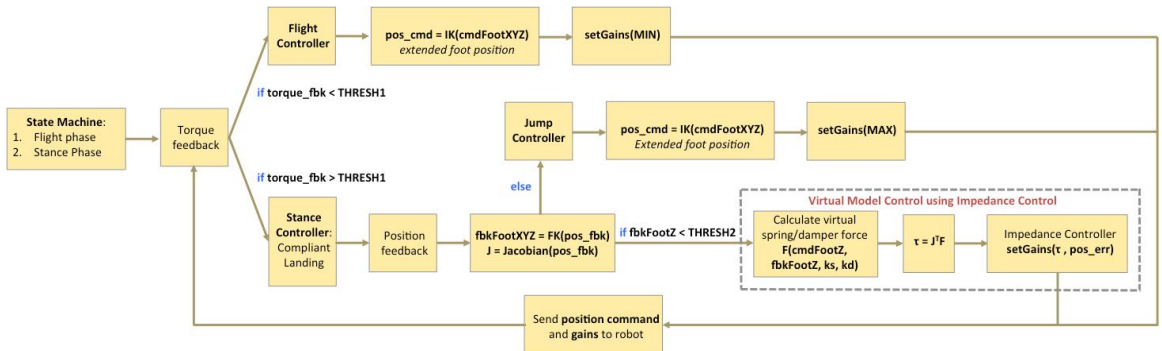 Flight
Controller
pos_cmd = IK(cmdFootXYZ)
extended foot position
setGains(MIN)
if torque_fbk < THRESH1
State Machine:
1. Flight phase
2. Stance Phase
Torque
feedback
Jump
Controller
pos_cmd = IK(cmdFootXYZ)
Extended foot position
setGains(MAX)
if torque_fbk > THRESH1
else
Stance
Controller:
Compliant
Landing
Position
feedback
fbkFootXYZ = FK(pos_fbk)
J = Jacobian(pos_fbk)
if fbkFootZ < THRESH2
Virtual Model Control using Impedance Control
Calculate virtual
spring/damper force
F(cmdFootZ,
fbkFootZ, ks, kd)
τ = JᵀF
Impedance Controller
setGains(τ , pos_err)
Send position command
and gains to robot